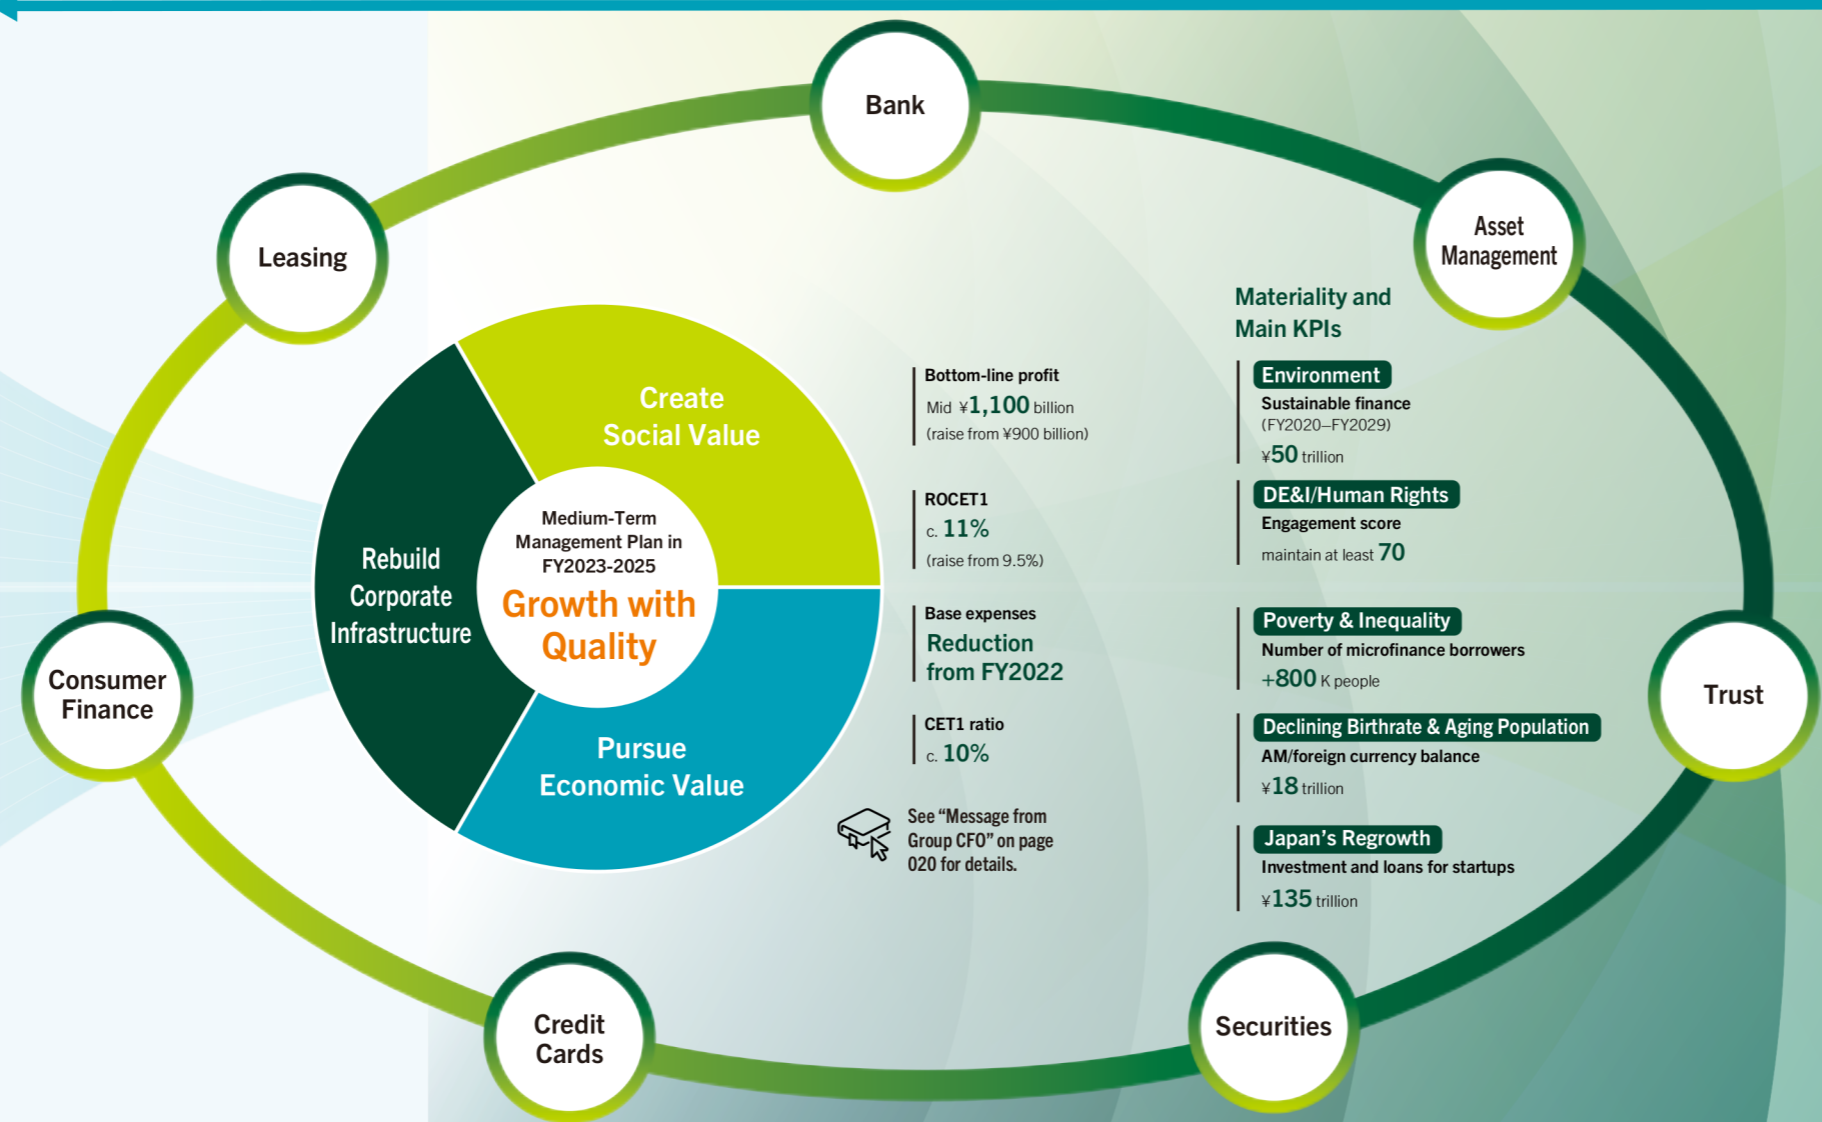 Bank
Asset
Management
Leasing
Consumer
Finance
Trust
Credit
Cards
Securities
Create
Social Value
Rebuild
Corporate
Infrastructure
Medium-Term
Management Plan in
FY2023-2025
Growth with
Quality
Pursue
Economic Value
Bottom-line profit
Mid ¥1,100 billion
(raise from ¥900 billion)
ROCET1
c. 11%
(raise from 9.5%)
Base expenses
Reduction
from FY2022
CET1 ratio
c. 10%
See “Message from
Group CFO” on page
020 for details.
Materiality and
Main KPIs
Environment
Sustainable finance
(FY2020–FY2029)
¥50 trillion
DE&I/Human Rights
Engagement score
maintain at least 70
Poverty & Inequality
Number of microfinance borrowers
+800 K people
Declining Birthrate & Aging Population
AM/foreign currency balance
¥18 trillion
Japan’s Regrowth
Investment and loans for startups
¥135 trillion